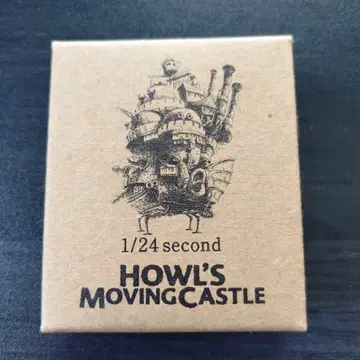 1/24 second
HOWL'S
MOVINGCASTLE